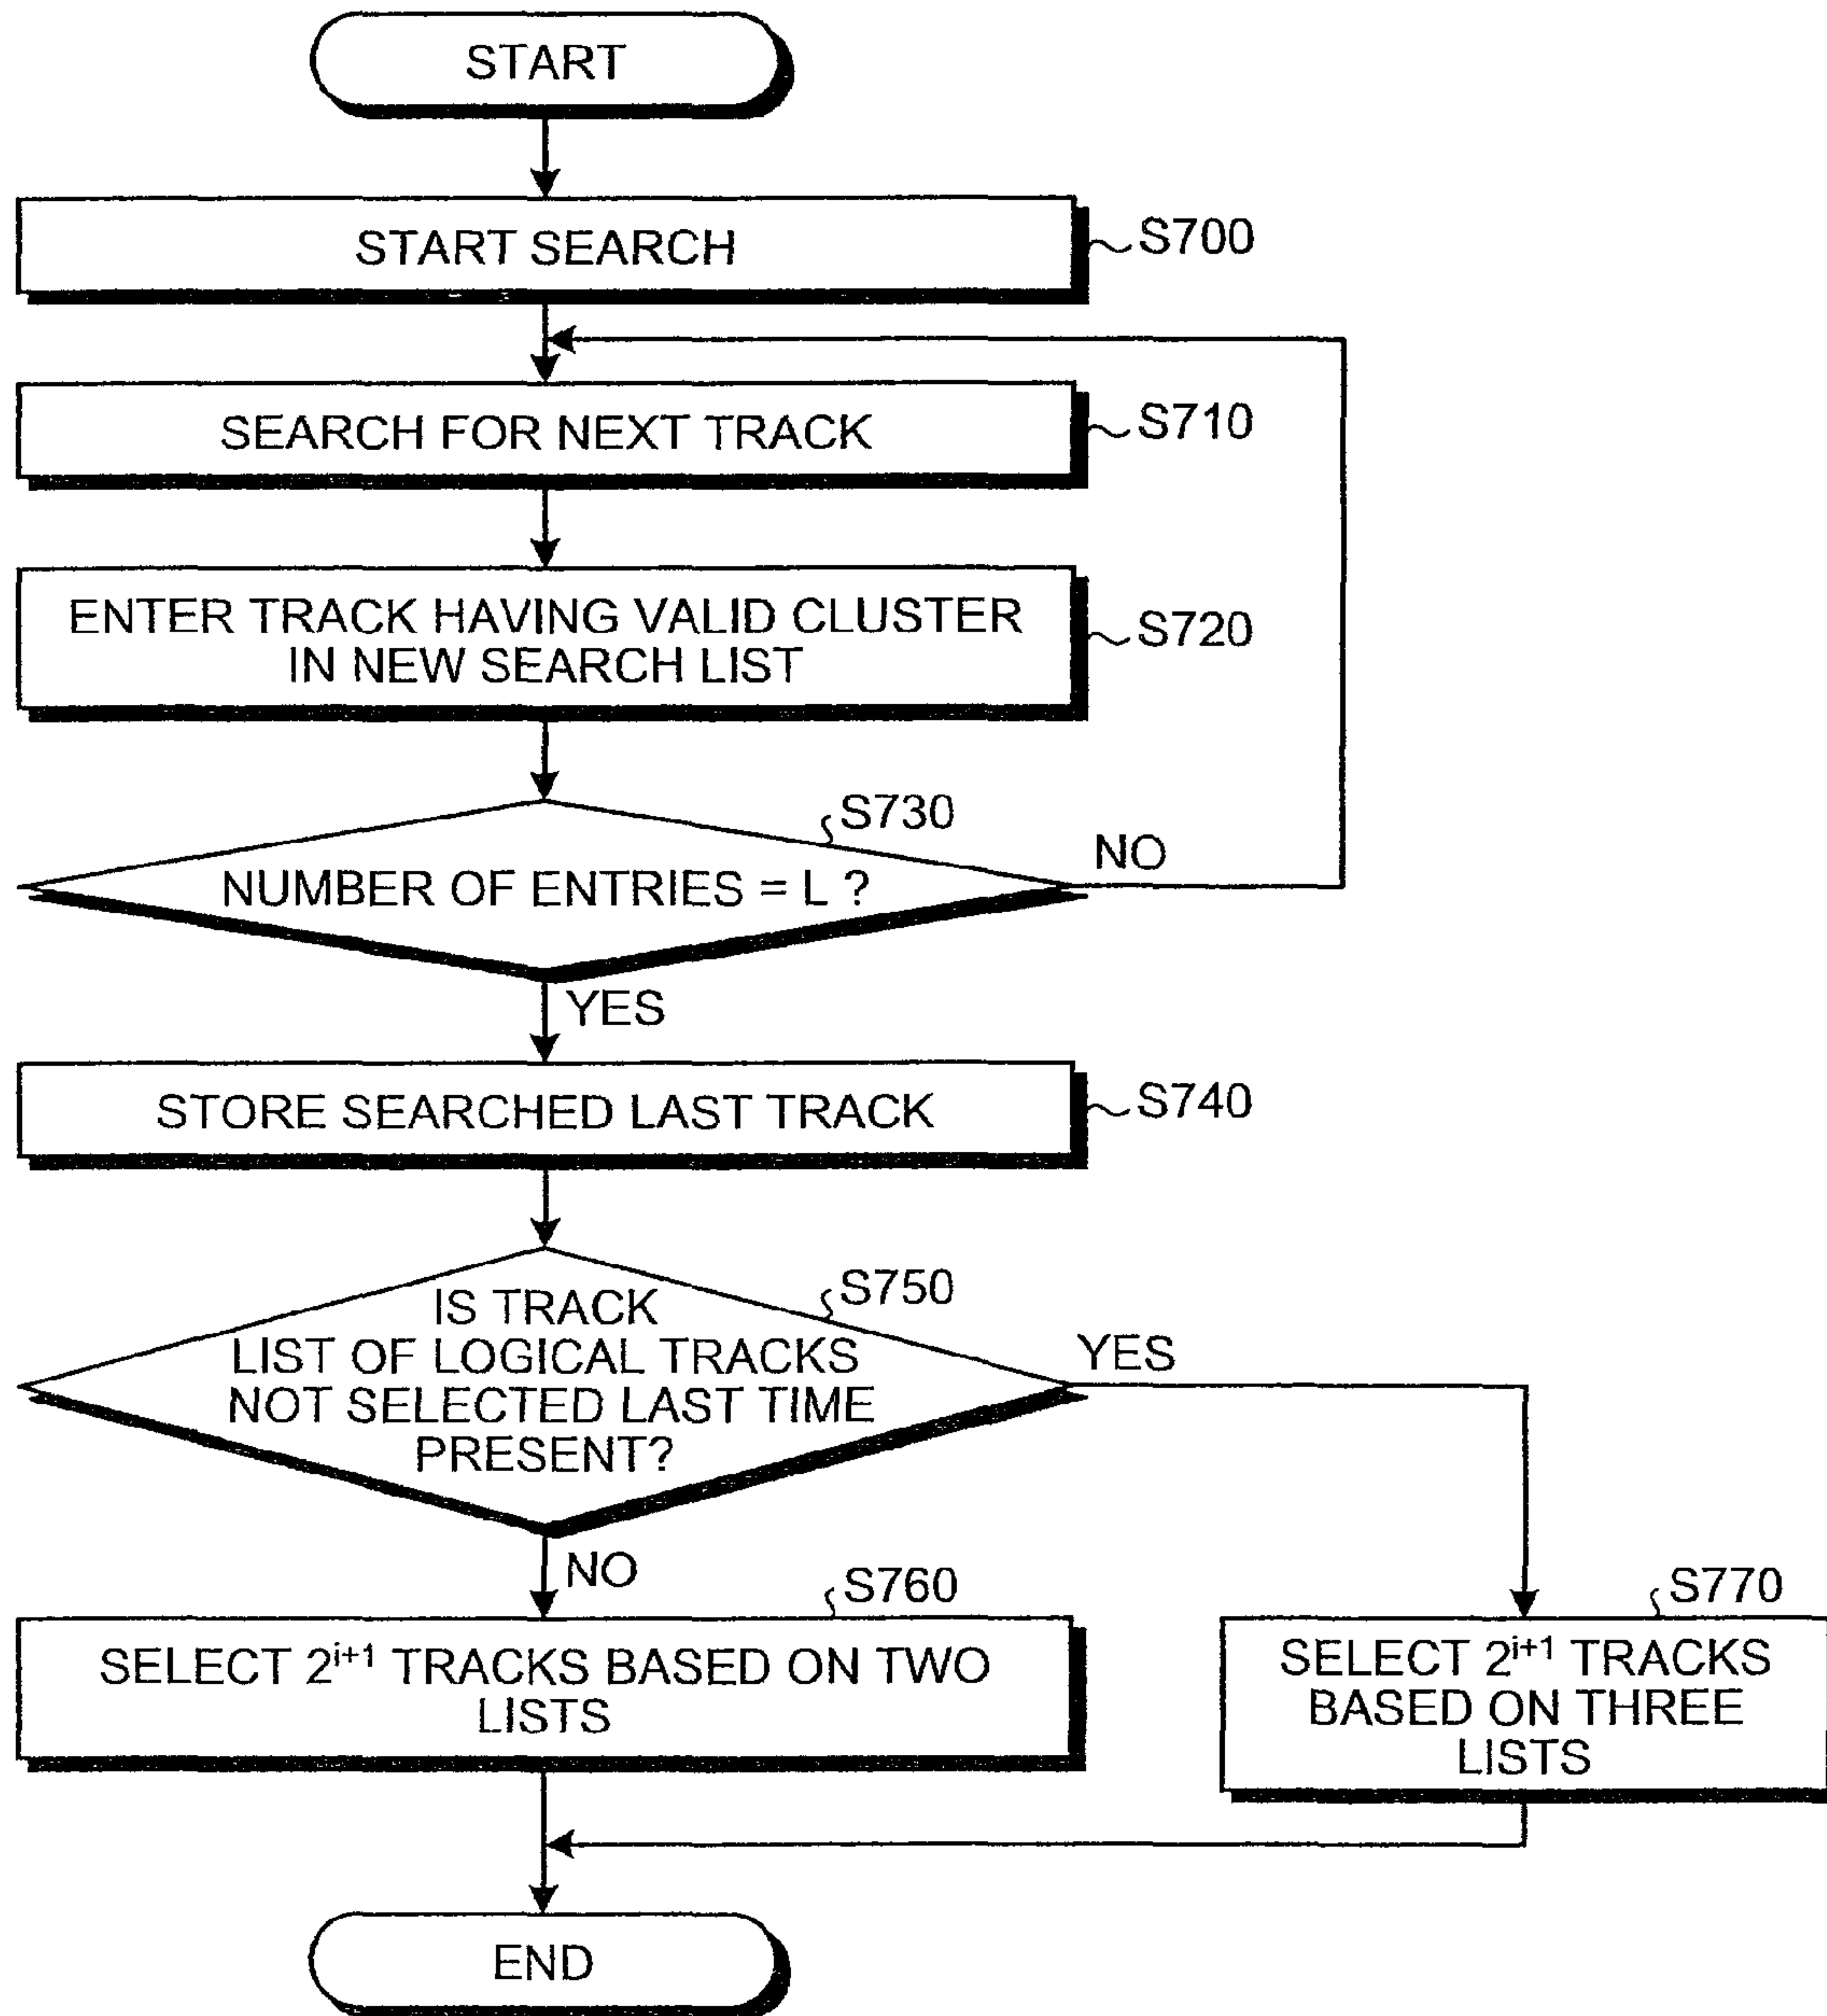 START
START SEARCH
S700
SEARCH FOR NEXT TRACK
S710
ENTER TRACK HAVING VALID CLUSTER
IN NEW SEARCH LIST
S720
S730
NUMBER OF ENTRIES = L ?
NO
YES
STORE SEARCHED LAST TRACK
S740
S750
IS TRACK
LIST OF LOGICAL TRACKS
NOT SELECTED LAST TIME
PRESENT?
YES
NO
S760
SELECT 2^{i+1} TRACKS BASED ON TWO
LISTS
S770
SELECT 2^{i+1} TRACKS
BASED ON THREE
LISTS
END